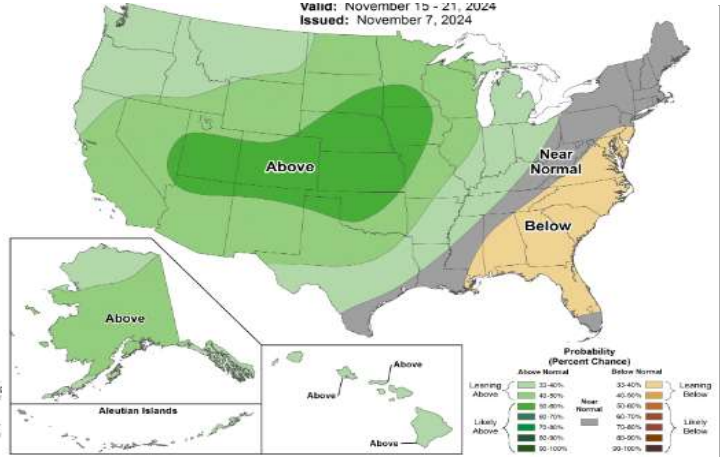 Valid: November 15 - 21, 2024
Issued: November 7, 2024
Above
Near
Normal
Below
Above
Above
Above
Above
Aleutian Islands
Probability
(Percent Chance)
Above Normal
Below Normal
Leaning
Above
33-40%
40-50%
Likely
Above
50-60%
60-70%
70-80%
80-90%
90-100%
Near
Normal
33-40%
40-50%
Leaning
Below
50-60%
60-70%
70-80%
80-90%
90-100%
Likely
Below